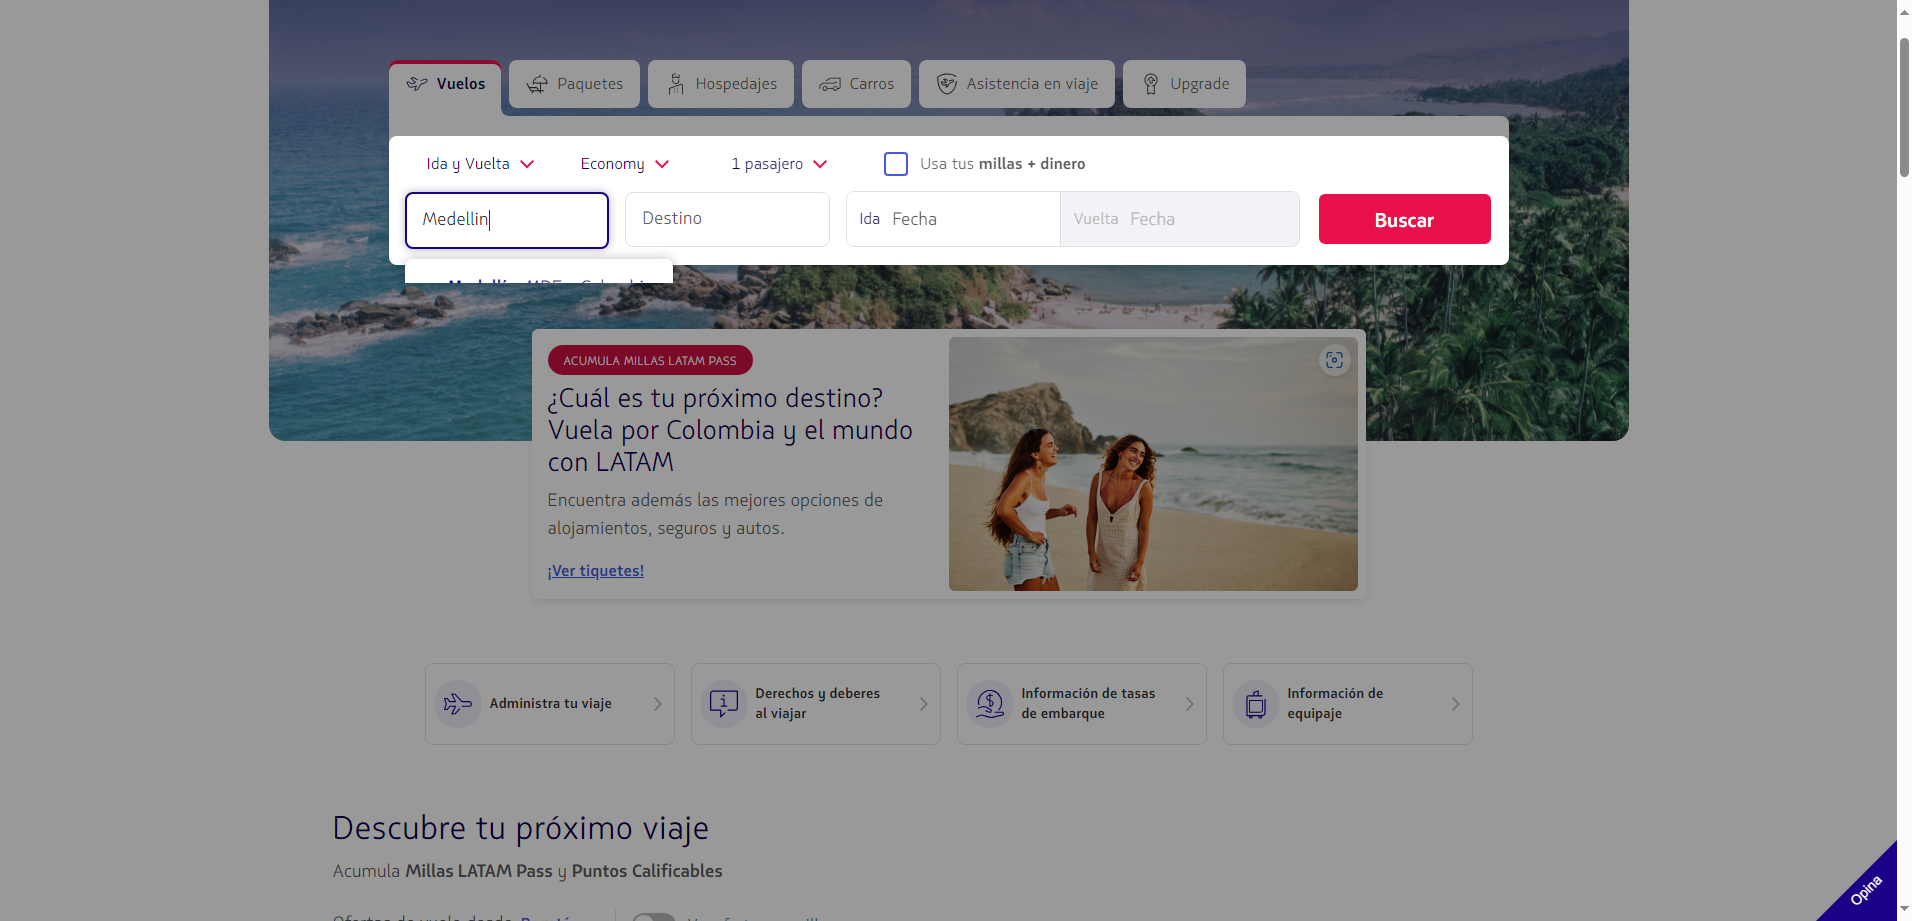 Vuelos
Paquetes
Hospedajes
Carros
Asistencia en viaje
Upgrade
Ida y Vuelta
Economy
1 pasajero
Usa tus millas + dinero
Medellin
Destino
Ida Fecha
Vuelta Fecha
Buscar
ACUMULA MILLAS LATAM PASS
¿Cuál es tu próximo destino?
Vuela por Colombia y el mundo
con LATAM
Encuentra además las mejores opciones de
alojamientos, seguros y autos.
¡Ver tiquetes!
Administra tu viaje
Derechos y deberes
al viajar
Información de tasas
de embarque
Información de
equipaje
Descubre tu próximo viaje
Acumula Millas LATAM Pass y Puntos Calificables
Opina